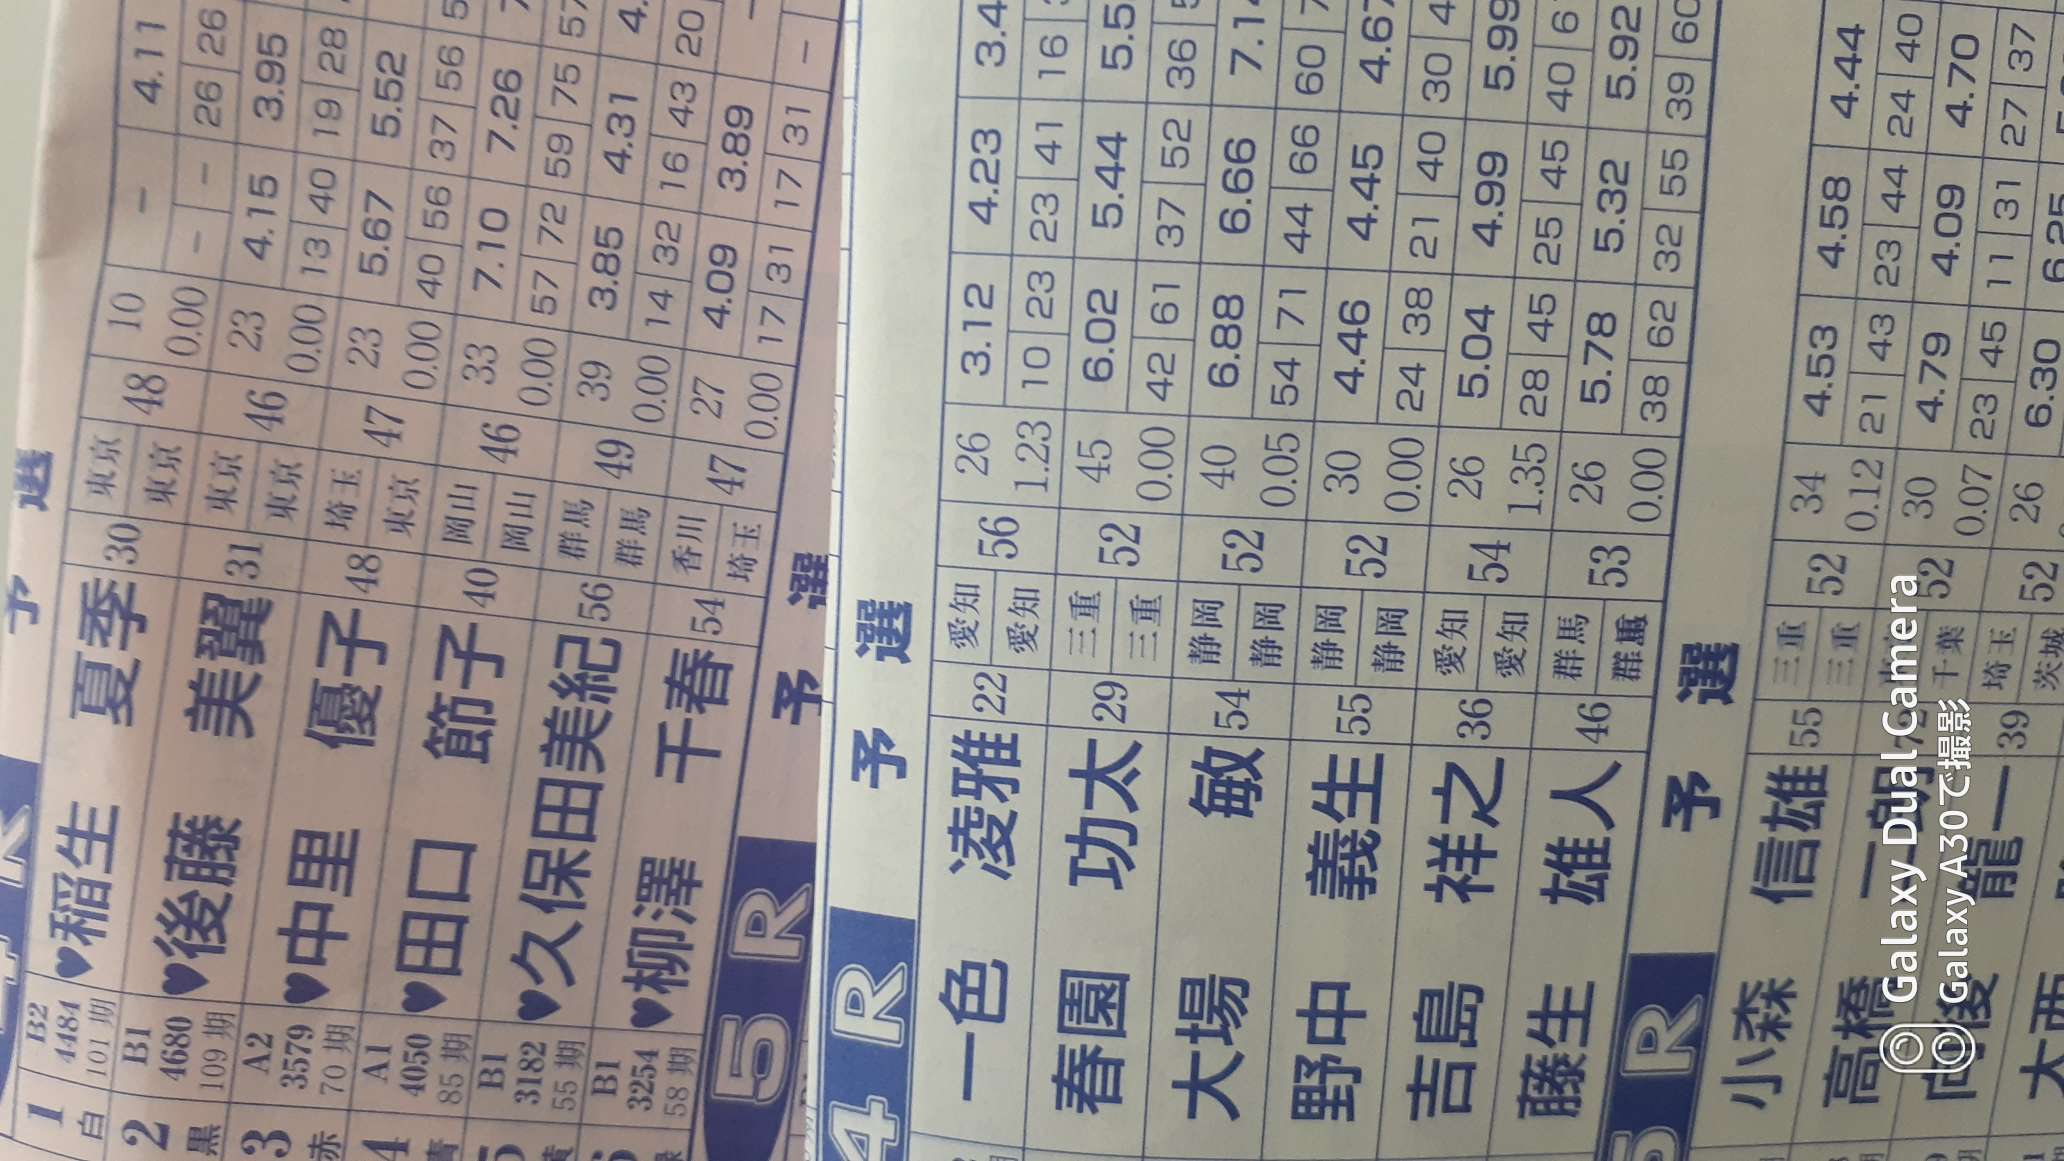 予 選
1 白
B2 4484 101期
♥稲生 夏季 30
東京 東京 48
10 0.00
- - -
4.11 26 26
2 黒
B1 4680 109期
♥後藤 美翼 31
東京 東京 46
23 0.00
4.15 13 40
3.95 19 28
3 赤
A2 3579 70期
♥中里 優子 48
埼玉 東京 47
23 0.00
5.67 40 56
5.52 37 56
4 青
A1 4050 85期
♥田口 節子 40
岡山 岡山 46
33 0.00
7.10 57 72
7.26 59 75
5
B1 3182 55期
♥久保田美紀 56
群馬 群馬 49
39 0.00
3.85 14 32
4.31 16 43
B1 3254 58期
♥柳澤 千春 54
香川 埼玉 47
27 0.00
4.09 17 31
3.89 17 31
5R 予 選
4R 予 選
一色 凌雅 22
愛知 愛知 56
26 1.23
3.12 10 23
4.23 23 41
春園 功太 29
三重 三重 52
45 0.00
6.02 42 61
5.44 37 52
大場 敏 54
静岡 静岡 52
40 0.05
6.88 54 71
6.66 44 66
野中 義生 55
静岡 静岡 52
30 0.00
4.46 24 38
4.45 21 40
吉島 祥之 36
愛知 愛知 54
26 1.35
5.04 28 45
4.99 25 45
藤生 雄人 46
群馬 群馬 53
26 0.00
5.78 38 62
5.32 32 55
5.92 39 60
5R 予 選
小森 信雄 55
三重 三重 52
34 0.12
4.53 21 43
4.58 23 44
4.44 24 40
高橋 二朗
千葉 52
30 0.07
4.79 23 45
4.09 11 31
4.70 27 37
龍一 39
埼玉 茨城 52
26
6.30
6.25
大西
Galaxy Dual Camera
Galaxy A30で撮影